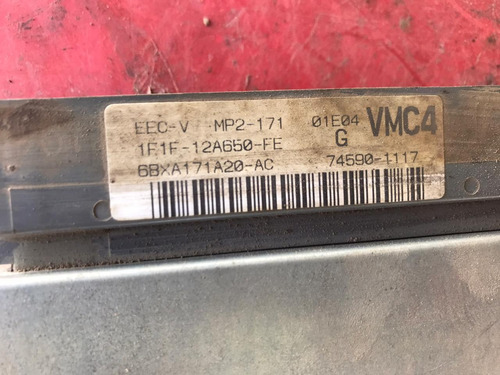 EEC-V MP2-171 01E04 VMC4
1F1F-12A650-FE G
6BXA171A20-AC 74590-1117